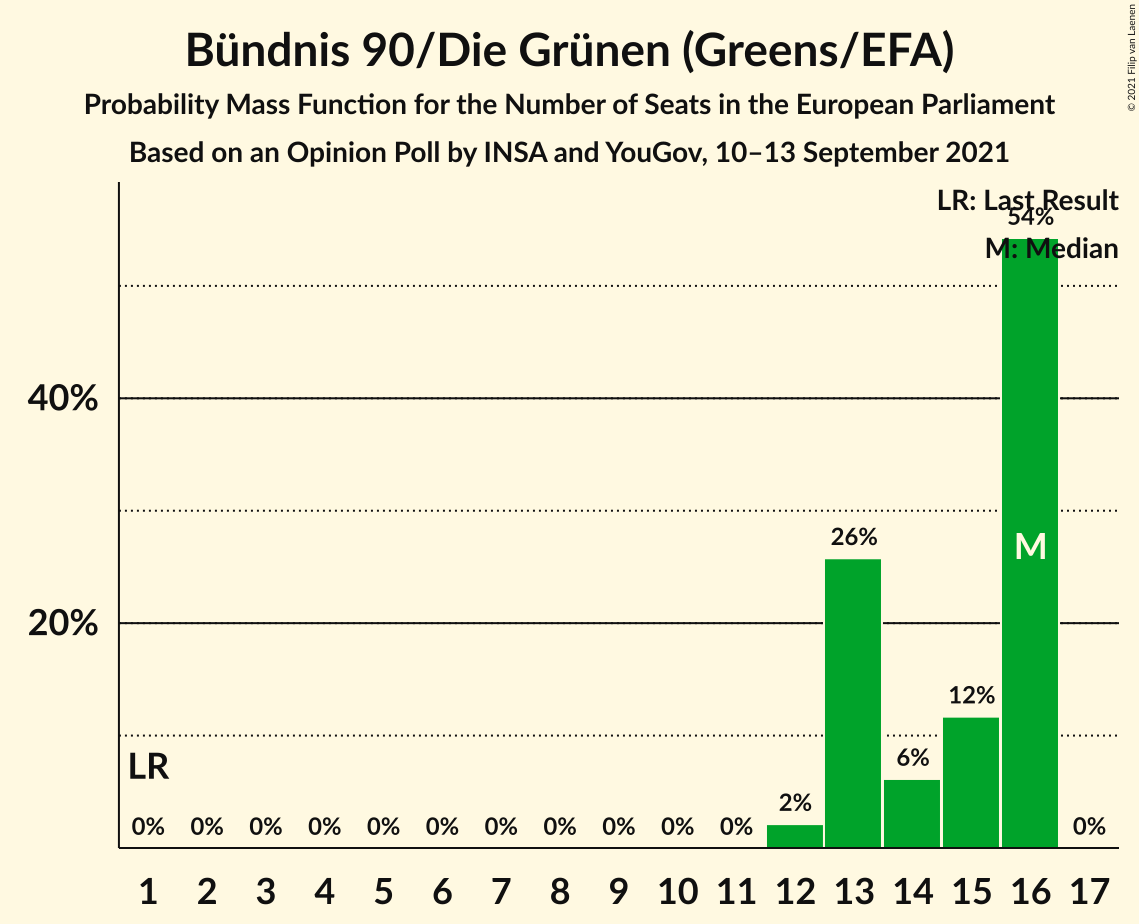 Bündnis 90/Die Grünen (Greens/EFA)
Probability Mass Function for the Number of Seats in the European Parliament
Based on an Opinion Poll by INSA and YouGov, 10–13 September 2021
© 2021 Filip van Laenen
LR: Last Result
54%
M: Median
40%
26%
M
20%
12%
LR
6%
2%
0% 0% 0% 0% 0% 0% 0% 0% 0% 0% 0% 0%
1 2 3 4 5 6 7 8 9 10 11 12 13 14 15 16 17